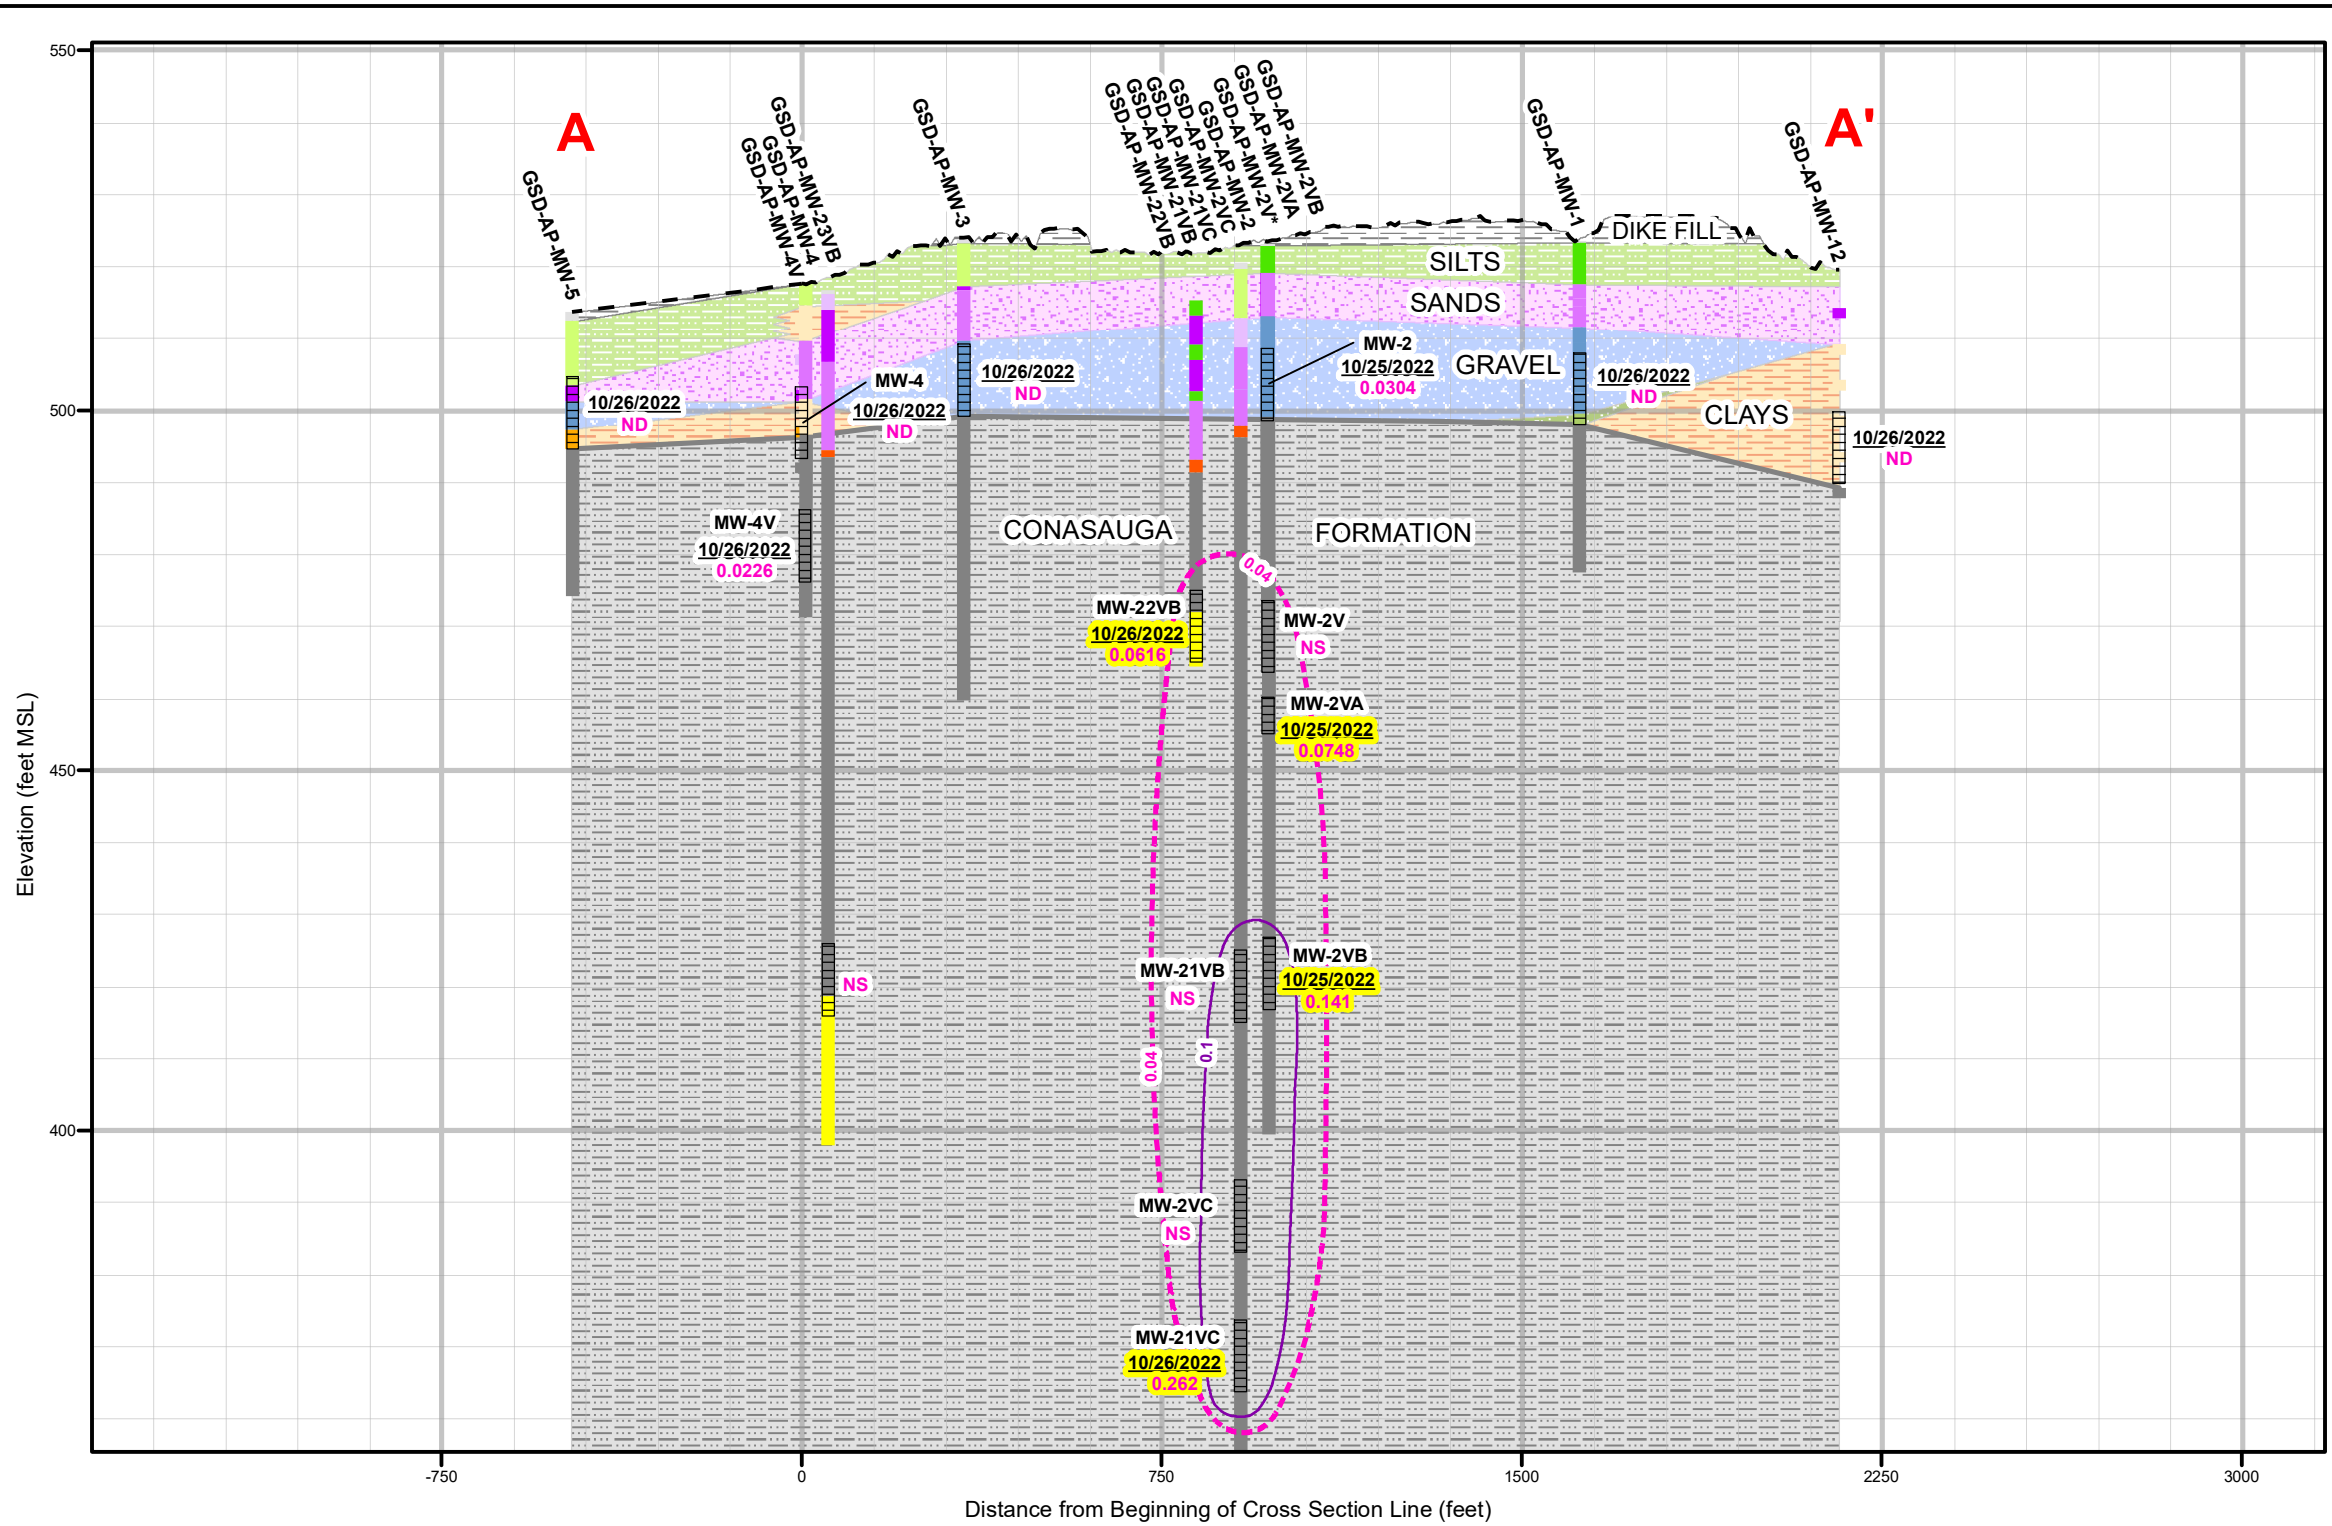 550
500
450
400
Elevation (feet MSL)
A
A'
GSD-AP-MW-5
GSD-AP-MW-4V
GSD-AP-MW-4
GSD-AP-MW-23VB
GSD-AP-MW-3
GSD-AP-MW-22VB
GSD-AP-MW-21VB
GSD-AP-MW-21VC
GSD-AP-MW-2VC
GSD-AP-MW-2
GSD-AP-MW-2V*
GSD-AP-MW-2VA
GSD-AP-MW-2VB
GSD-AP-MW-1
GSD-AP-MW-12
DIKE FILL
SILTS
SANDS
GRAVEL
CLAYS
CONASAUGA
FORMATION
10/26/2022
ND
MW-4
10/26/2022
ND
10/26/2022
ND
MW-2
10/25/2022
0.0304
10/26/2022
ND
10/26/2022
ND
MW-4V
10/26/2022
0.0226
0.04
MW-22VB
10/26/2022
0.0616
MW-2V
NS
MW-2VA
10/25/2022
0.0748
NS
MW-21VB
NS
MW-2VB
10/25/2022
0.141
0.04
0.1
MW-2VC
NS
MW-21VC
10/26/2022
0.262
-750
0
750
1500
2250
3000
Distance from Beginning of Cross Section Line (feet)